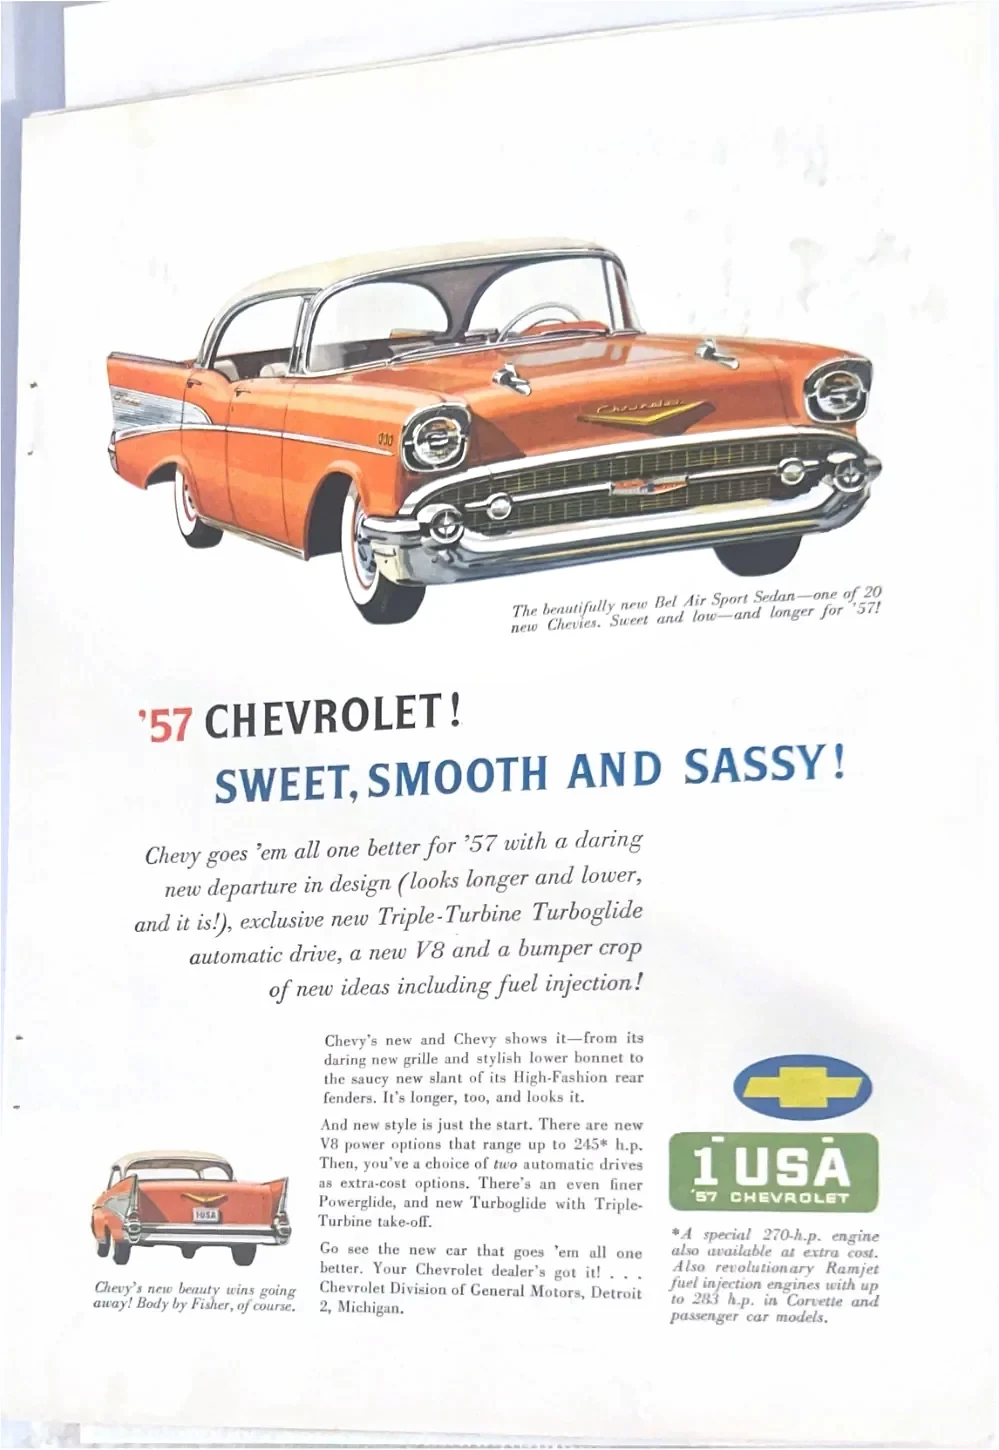 Chevrolet
The beautifully new Bel Air Sport Sedan—one of 20
new Chevies. Sweet and low—and longer for '57!
'57 CHEVROLET!
SWEET, SMOOTH AND SASSY!
Chevy goes 'em all one better for '57 with a daring
new departure in design (looks longer and lower,
and it is!), exclusive new Triple-Turbine Turboglide
automatic drive, a new V8 and a bumper crop
of new ideas including fuel injection!
Chevy's new and Chevy shows it—from its
daring new grille and stylish lower bonnet to
the saucy new slant of its High-Fashion rear
fenders. It's longer, too, and looks it.
And new style is just the start. There are new
V8 power options that range up to 245* h.p.
Then, you've a choice of two automatic drives
as extra-cost options. There's an even finer
Powerglide, and new Turboglide with Triple-
Turbine take-off.
Go see the new car that goes 'em all one
better. Your Chevrolet dealer's got it! . . .
Chevrolet Division of General Motors, Detroit
2, Michigan.
1USA
Chevy's new beauty wins going
away! Body by Fisher, of course.
1 USA
'57 CHEVROLET
*A special 270-h.p. engine
also available at extra cost.
Also revolutionary Ramjet
fuel injection engines with up
to 283 h.p. in Corvette and
passenger car models.